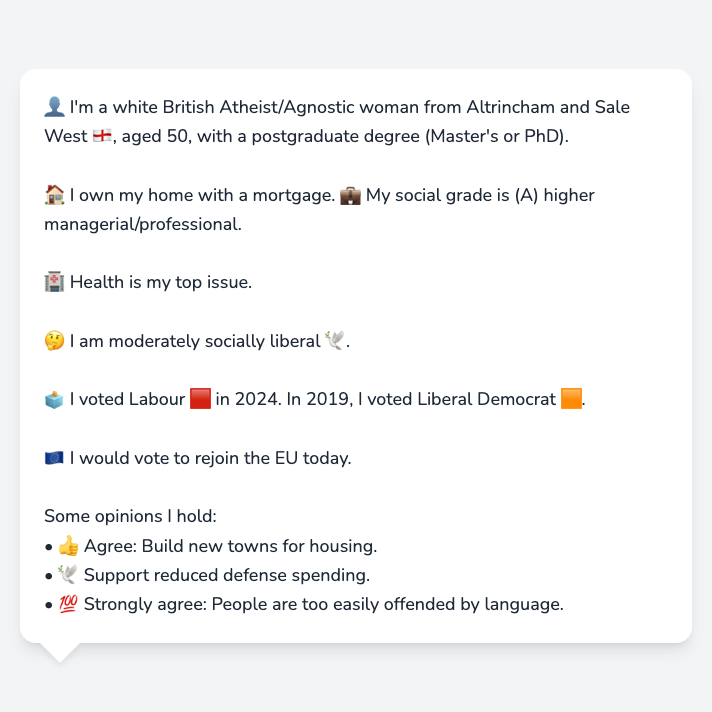 👤 I'm a white British Atheist/Agnostic woman from Altrincham and Sale
West 🏴󠁧󠁢󠁥󠁮󠁧󠁿, aged 50, with a postgraduate degree (Master's or PhD).
🏠 I own my home with a mortgage. 💼 My social grade is (A) higher
managerial/professional.
🏥 Health is my top issue.
🤔 I am moderately socially liberal 🕊️.
🗳️ I voted Labour 🟥 in 2024. In 2019, I voted Liberal Democrat 🟧.
🇪🇺 I would vote to rejoin the EU today.
Some opinions I hold:
• 👍 Agree: Build new towns for housing.
• 🕊️ Support reduced defense spending.
• 💯 Strongly agree: People are too easily offended by language.